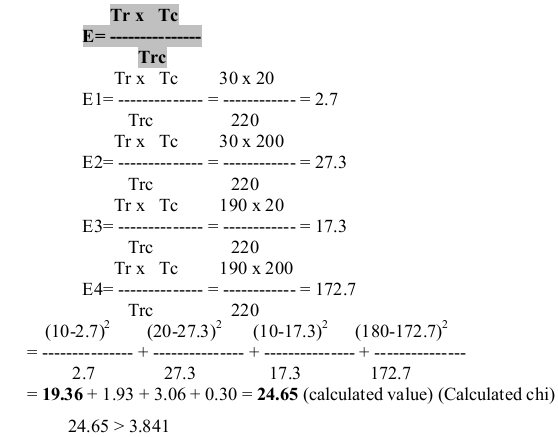 Tr x Tc
E= ---------------
Trc
Tr x Tc 30 x 20
E1= -------------- = ------------ = 2.7
Trc 220
Tr x Tc 30 x 200
E2= -------------- = ------------ = 27.3
Trc 220
Tr x Tc 190 x 20
E3= -------------- = ------------ = 17.3
Trc 220
Tr x Tc 190 x 200
E4= -------------- = ------------ = 172.7
Trc 220
(10-2.7)² (20-27.3)² (10-17.3)² (180-172.7)²
= --------------- + --------------- + --------------- + ---------------
2.7 27.3 17.3 172.7
= 19.36 + 1.93 + 3.06 + 0.30 = 24.65 (calculated value) (Calculated chi)
24.65 > 3.841